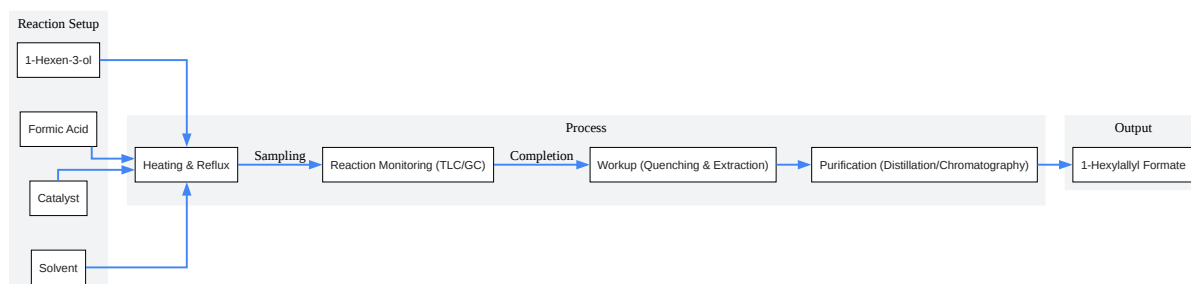 Reaction Setup
1-Hexen-3-ol
Formic Acid
Catalyst
Solvent
Process
Heating & Reflux
Sampling
Reaction Monitoring (TLC/GC)
Completion
Workup (Quenching & Extraction)
Purification (Distillation/Chromatography)
Output
1-Hexylallyl Formate